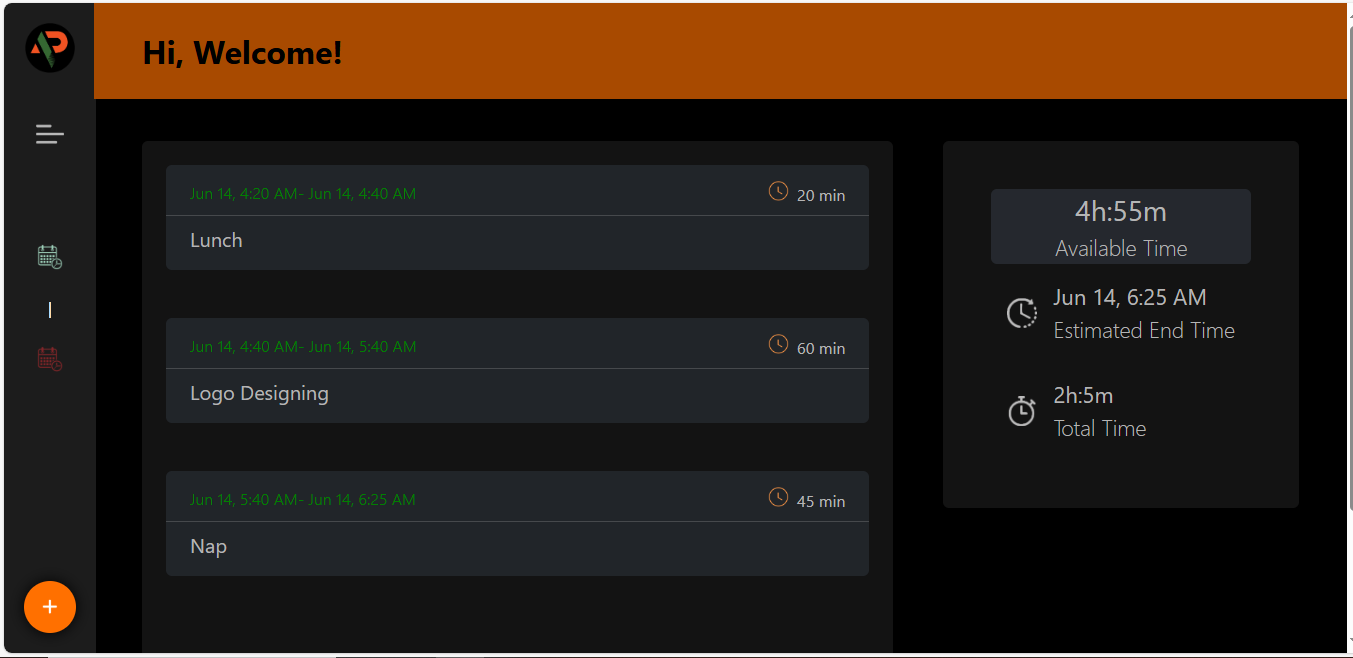 Hi, Welcome!
Jun 14, 4:20 AM- Jun 14, 4:40 AM
20 min
Lunch
Jun 14, 4:40 AM- Jun 14, 5:40 AM
60 min
Logo Designing
Jun 14, 5:40 AM- Jun 14, 6:25 AM
45 min
Nap
4h:55m
Available Time
Jun 14, 6:25 AM
Estimated End Time
2h:5m
Total Time
AP
+